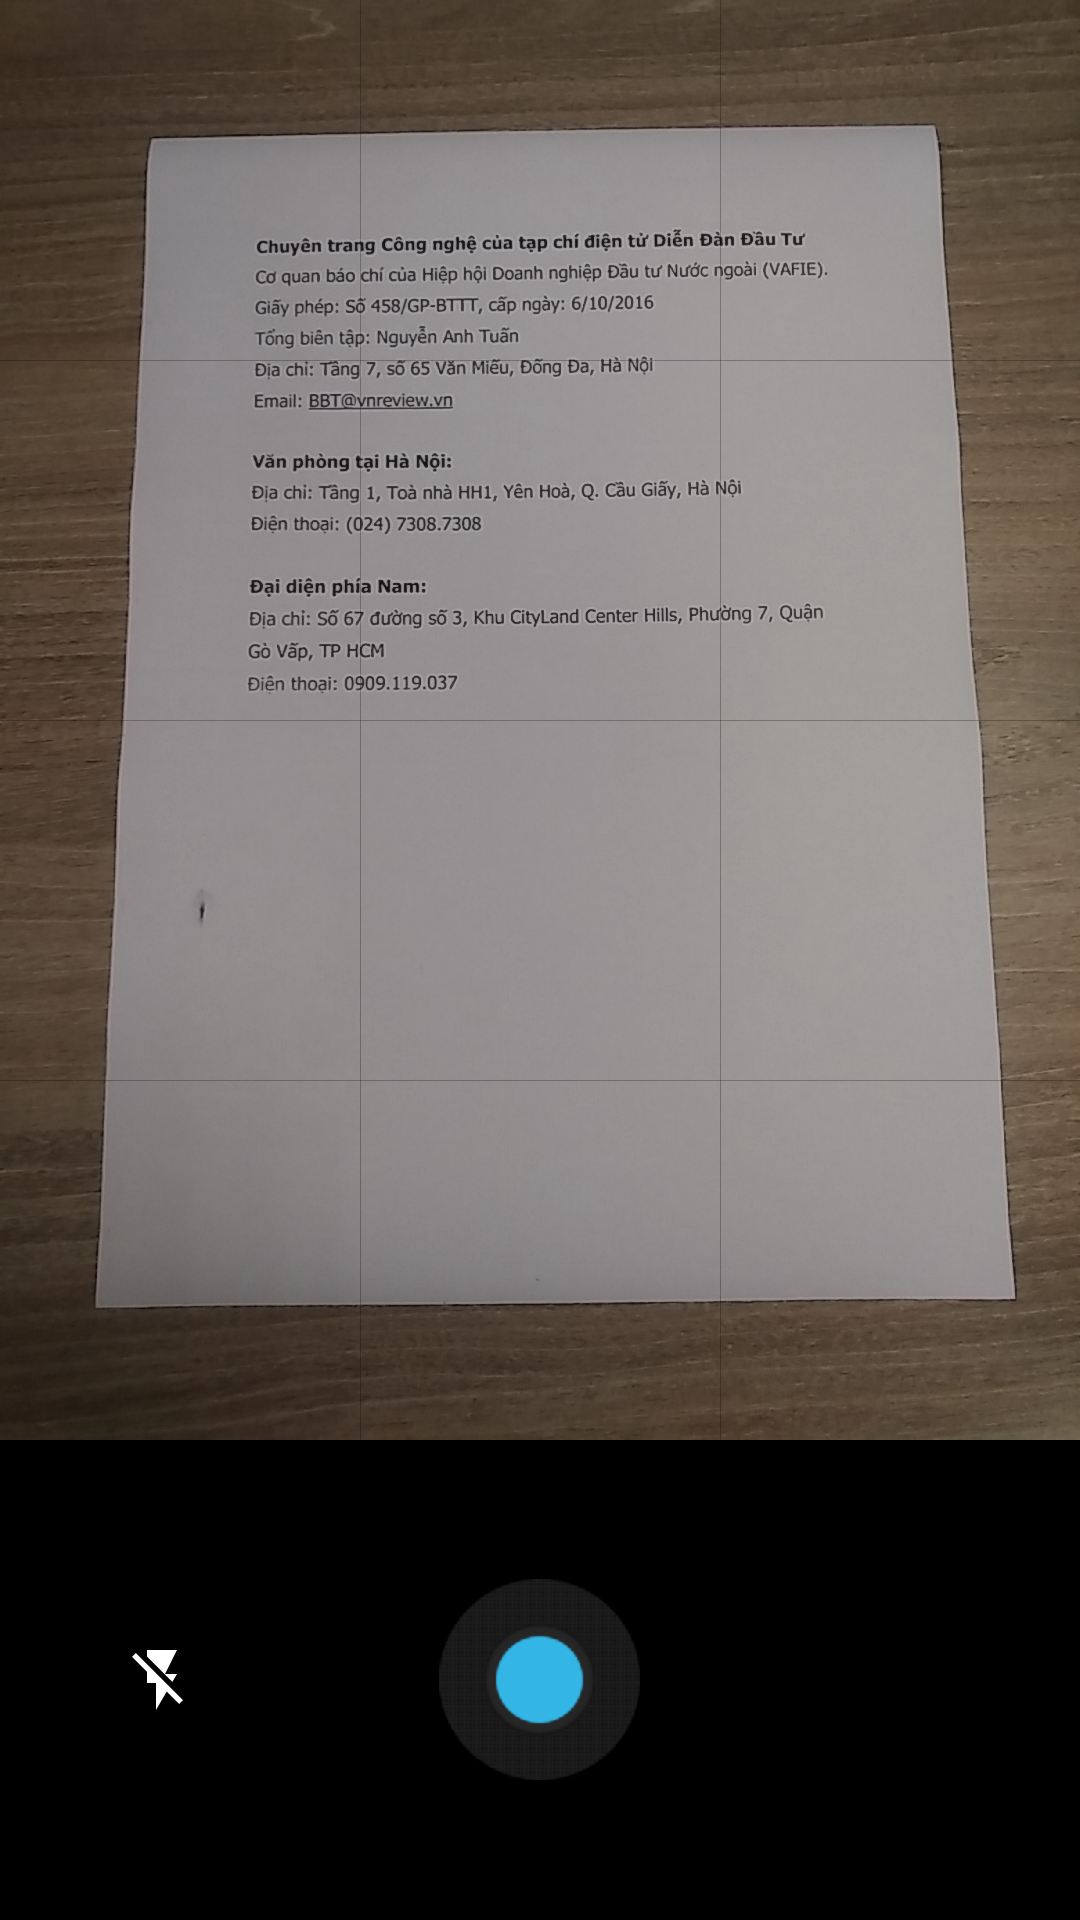 Chuyên trang Công nghệ của tạp chí điện tử Diễn Đàn Đầu Tư
Cơ quan báo chí của Hiệp hội Doanh nghiệp Đầu tư Nước ngoài (VAFIE).
Giấy phép: Số 458/GP-BTTT, cấp ngày: 6/10/2016
Tổng biên tập: Nguyễn Anh Tuấn
Địa chỉ: Tầng 7, số 65 Văn Miếu, Đống Đa, Hà Nội
Email: BBT@vnreview.vn
Văn phòng tại Hà Nội:
Địa chỉ: Tầng 1, Toà nhà HH1, Yên Hoà, Q. Cầu Giấy, Hà Nội
Điện thoại: (024) 7308.7308
Đại diện phía Nam:
Địa chỉ: Số 67 đường số 3, Khu CityLand Center Hills, Phường 7, Quận
Gò Vấp, TP HCM
Điện thoại: 0909.119.037